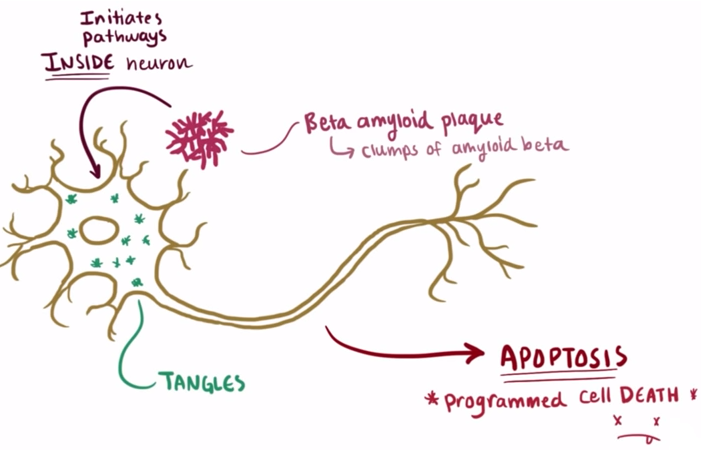 Initiates
pathways
INSIDE neuron
Beta amyloid plaque
clumps of amyloid beta
TANGLES
APOPTOSIS
*programmed cell DEATH*